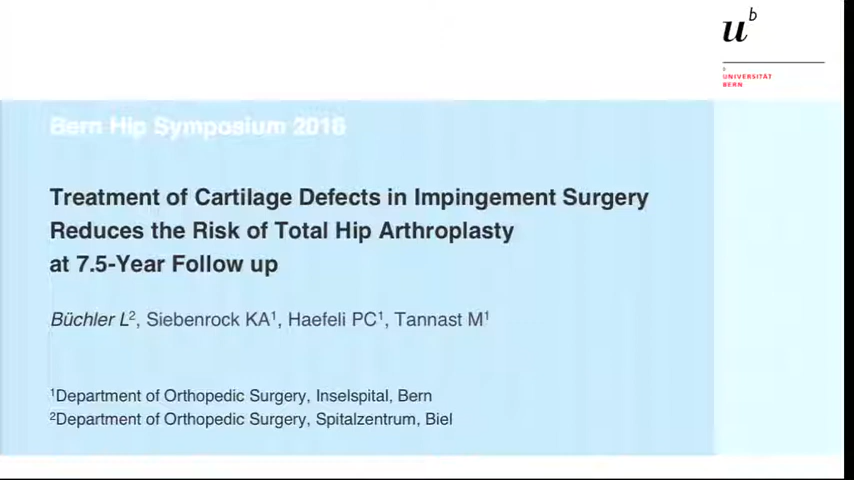 u^b
UNIVERSITÄT
BERN
Bern Hip Symposium 2016
Treatment of Cartilage Defects in Impingement Surgery
Reduces the Risk of Total Hip Arthroplasty
at 7.5-Year Follow up
Büchler L², Siebenrock KA¹, Haefeli PC¹, Tannast M¹
¹Department of Orthopedic Surgery, Inselspital, Bern
²Department of Orthopedic Surgery, Spitalzentrum, Biel